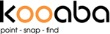 kooaba
point - snap - find